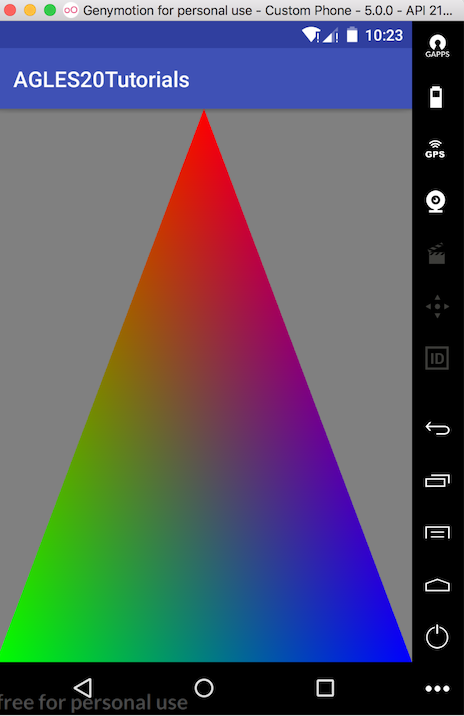 Genymotion for personal use - Custom Phone - 5.0.0 - API 21...
10:23
GAPPS
AGLES20Tutorials
GPS
ID
free for personal use